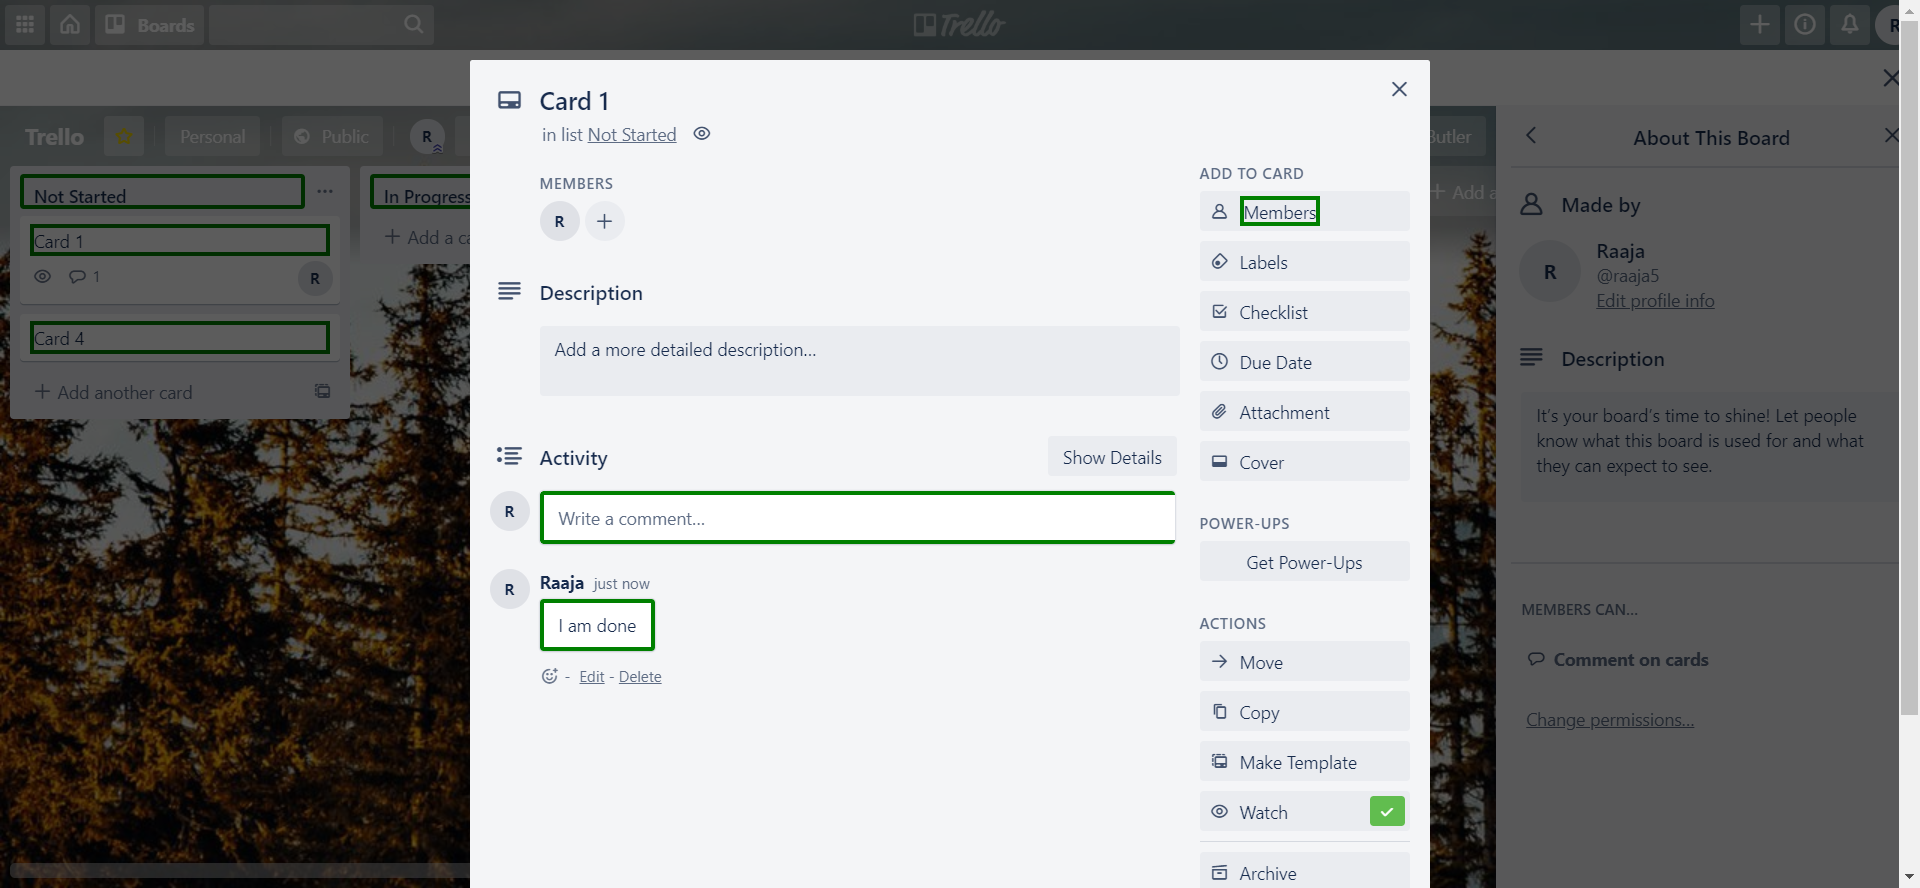 Boards
Trello
R
Trello
Personal
Public
R
Butler
Not Started
Card 1
1
R
Card 4
Add another card
In Progress
Add a ca
Add a
Card 1
in list Not Started
MEMBERS
R
Description
Add a more detailed description...
Activity
Show Details
R
Write a comment...
R
Raaja just now
I am done
- Edit - Delete
ADD TO CARD
Members
Labels
Checklist
Due Date
Attachment
Cover
POWER-UPS
Get Power-Ups
ACTIONS
Move
Copy
Make Template
Watch
Archive
About This Board
Made by
R
Raaja
@raaja5
Edit profile info
Description
It's your board's time to shine! Let people
know what this board is used for and what
they can expect to see.
MEMBERS CAN...
Comment on cards
Change permissions...